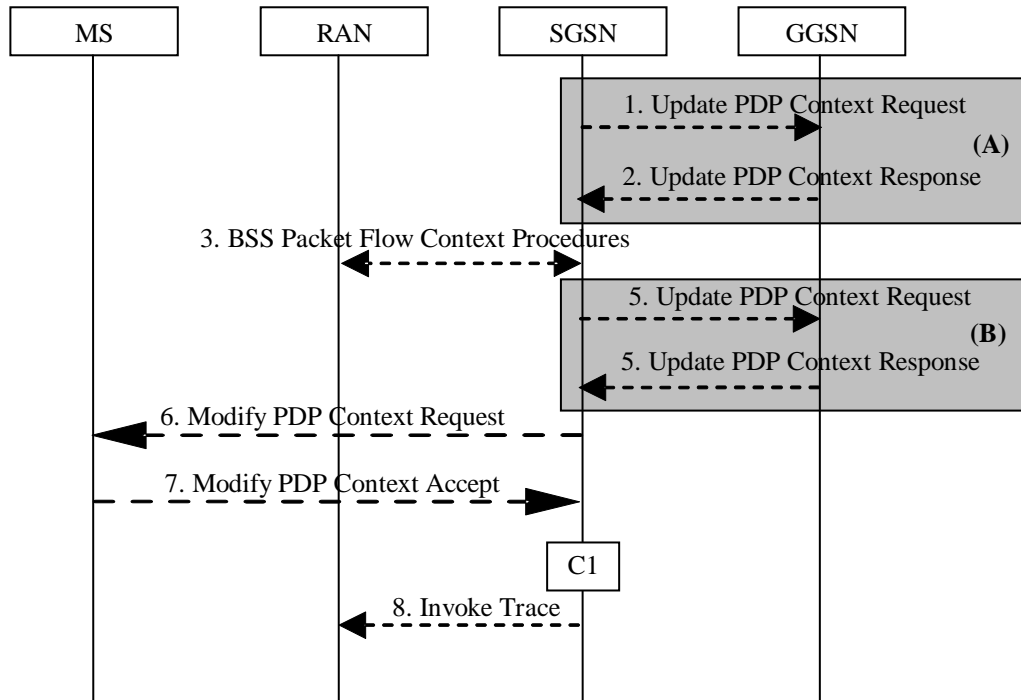 MS
RAN
SGSN
GGSN
1. Update PDP Context Request
(A)
2. Update PDP Context Response
3. BSS Packet Flow Context Procedures
5. Update PDP Context Request
(B)
5. Update PDP Context Response
6. Modify PDP Context Request
7. Modify PDP Context Accept
C1
8. Invoke Trace